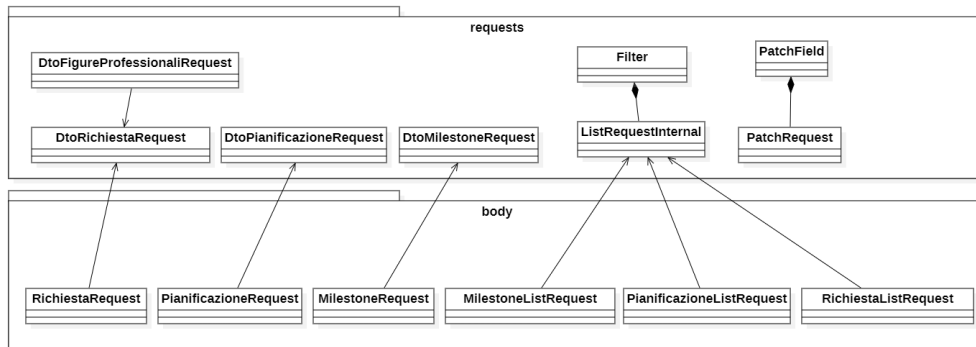 requests
DtoFigureProfessionaliRequest
Filter
PatchField
DtoRichiestaRequest
DtoPianificazioneRequest
DtoMilestoneRequest
ListRequestInternal
PatchRequest
body
RichiestaRequest
PianificazioneRequest
MilestoneRequest
MilestoneListRequest
PianificazioneListRequest
RichiestaListRequest